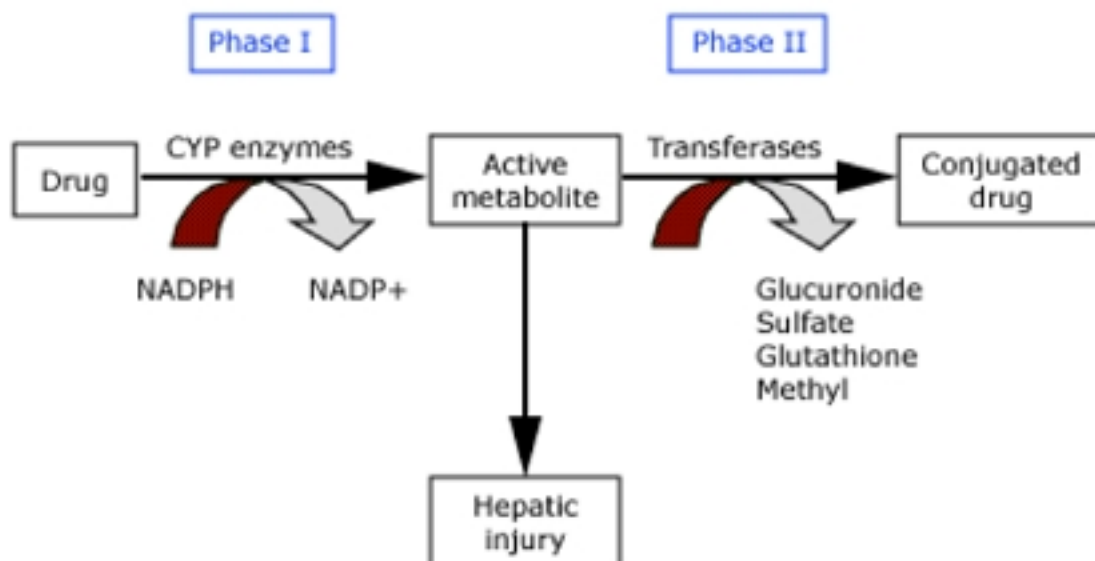 Phase I
Phase II
CYP enzymes
Transferases
Drug
Active
metabolite
Conjugated
drug
NADPH
NADP+
Glucuronide
Sulfate
Glutathione
Methyl
Hepatic
injury